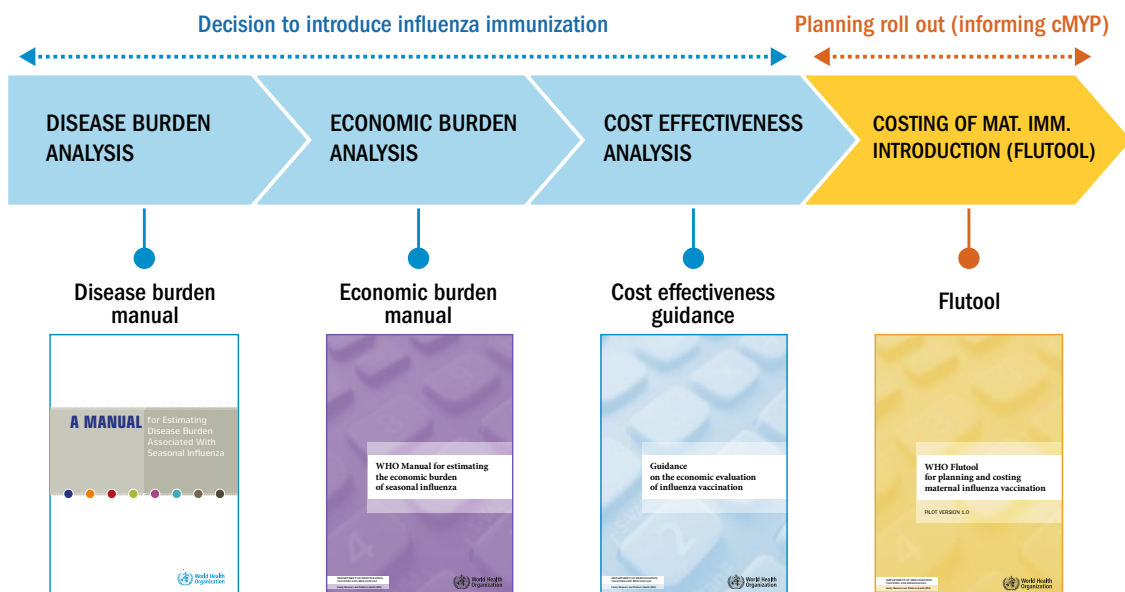 Decision to introduce influenza immunization
Planning roll out (informing cMYP)
DISEASE BURDEN
ANALYSIS
ECONOMIC BURDEN
ANALYSIS
COST EFFECTIVENESS
ANALYSIS
COSTING OF MAT. IMM.
INTRODUCTION (FLUTOOL)
Disease burden
manual
Economic burden
manual
Cost effectiveness
guidance
Flutool
A MANUAL
for Estimating
Disease Burden
Associated With
Seasonal Influenza
World Health
Organization
WHO Manual for estimating
the economic burden
of seasonal influenza
World Health
Organization
Guidance
on the economic evaluation
of influenza vaccination
World Health
Organization
WHO Flutool
for planning and costing
maternal influenza vaccination
PILOT VERSION 1.0
World Health
Organization